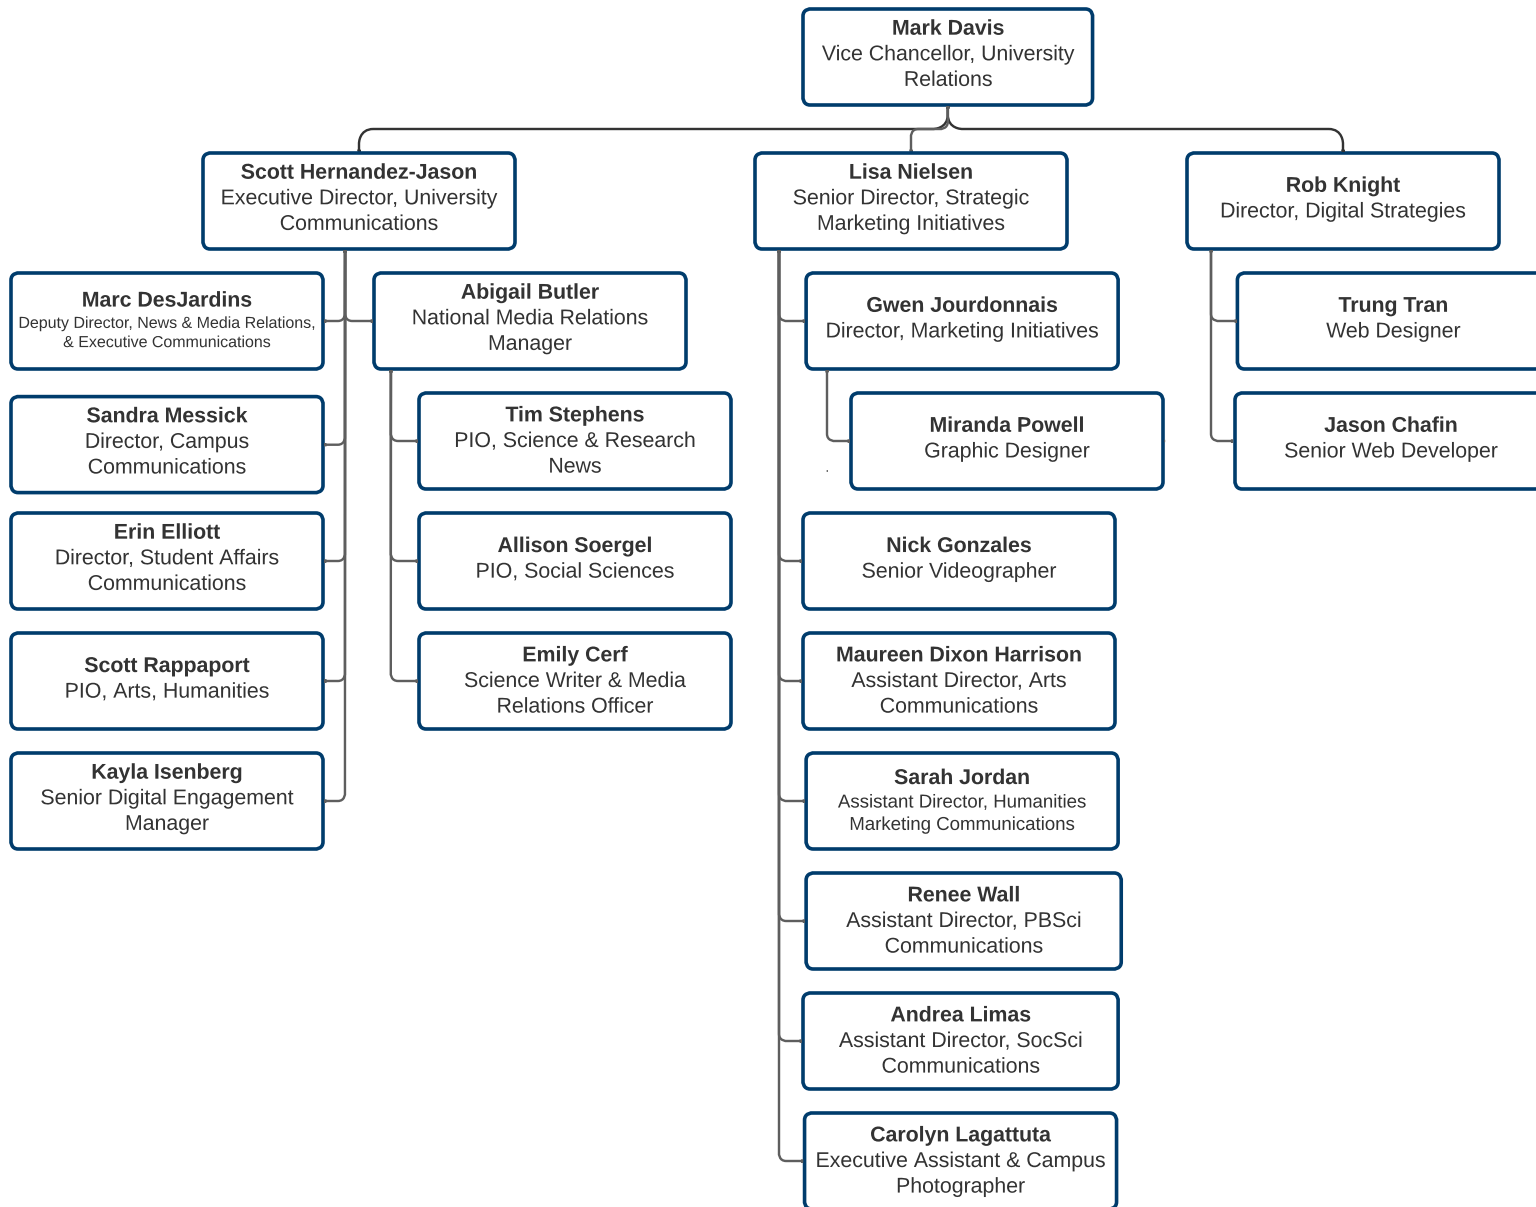 Mark Davis
Vice Chancellor, University
Relations
Scott Hernandez-Jason
Executive Director, University
Communications
Lisa Nielsen
Senior Director, Strategic
Marketing Initiatives
Rob Knight
Director, Digital Strategies
Marc DesJardins
Deputy Director, News & Media Relations,
& Executive Communications
Sandra Messick
Director, Campus
Communications
Erin Elliott
Director, Student Affairs
Communications
Scott Rappaport
PIO, Arts, Humanities
Kayla Isenberg
Senior Digital Engagement
Manager
Abigail Butler
National Media Relations
Manager
Tim Stephens
PIO, Science & Research
News
Allison Soergel
PIO, Social Sciences
Emily Cerf
Science Writer & Media
Relations Officer
Gwen Jourdonnais
Director, Marketing Initiatives
Miranda Powell
Graphic Designer
Nick Gonzales
Senior Videographer
Maureen Dixon Harrison
Assistant Director, Arts
Communications
Sarah Jordan
Assistant Director, Humanities
Marketing Communications
Renee Wall
Assistant Director, PBSci
Communications
Andrea Limas
Assistant Director, SocSci
Communications
Carolyn Lagattuta
Executive Assistant & Campus
Photographer
Trung Tran
Web Designer
Jason Chafin
Senior Web Developer